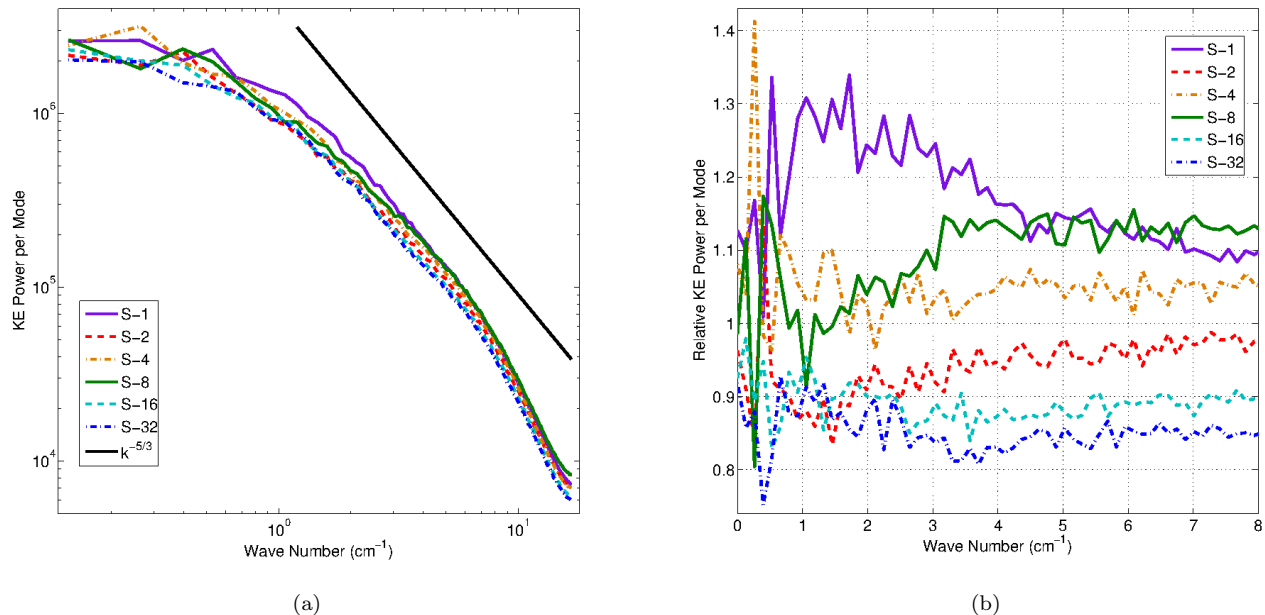 KE Power per Mode
10^6
10^5
10^4
S−1
S−2
S−4
S−8
S−16
S−32
k^−5/3
10^0
10^1
Wave Number (cm^−1)
(a)
Relative KE Power per Mode
1.4
1.3
1.2
1.1
1
0.9
0.8
S−1
S−2
S−4
S−8
S−16
S−32
0 1 2 3 4 5 6 7 8
Wave Number (cm^−1)
(b)